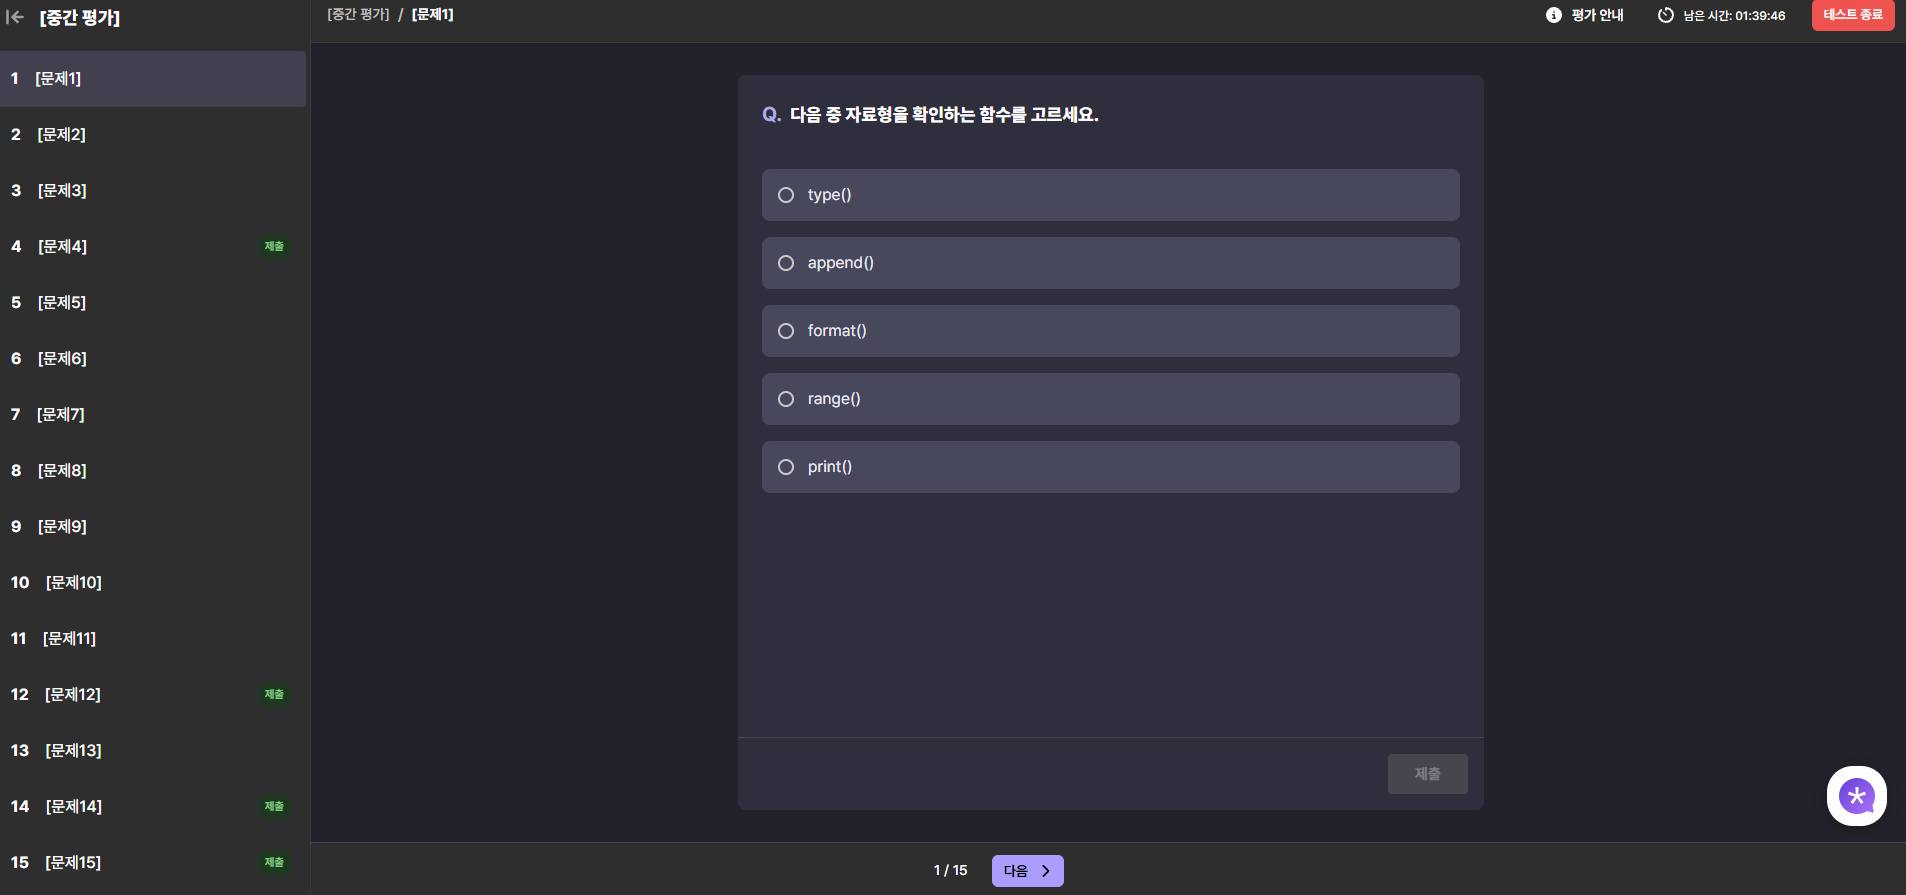 [중간 평가]
[중간 평가] / [문제1]
평가 안내
남은 시간: 01:39:46
테스트 종료
1 [문제1]
2 [문제2]
3 [문제3]
4 [문제4] 제출
5 [문제5]
6 [문제6]
7 [문제7]
8 [문제8]
9 [문제9]
10 [문제10]
11 [문제11]
12 [문제12] 제출
13 [문제13]
14 [문제14] 제출
15 [문제15] 제출
Q. 다음 중 자료형을 확인하는 함수를 고르세요.
type()
append()
format()
range()
print()
제출
1 / 15
다음